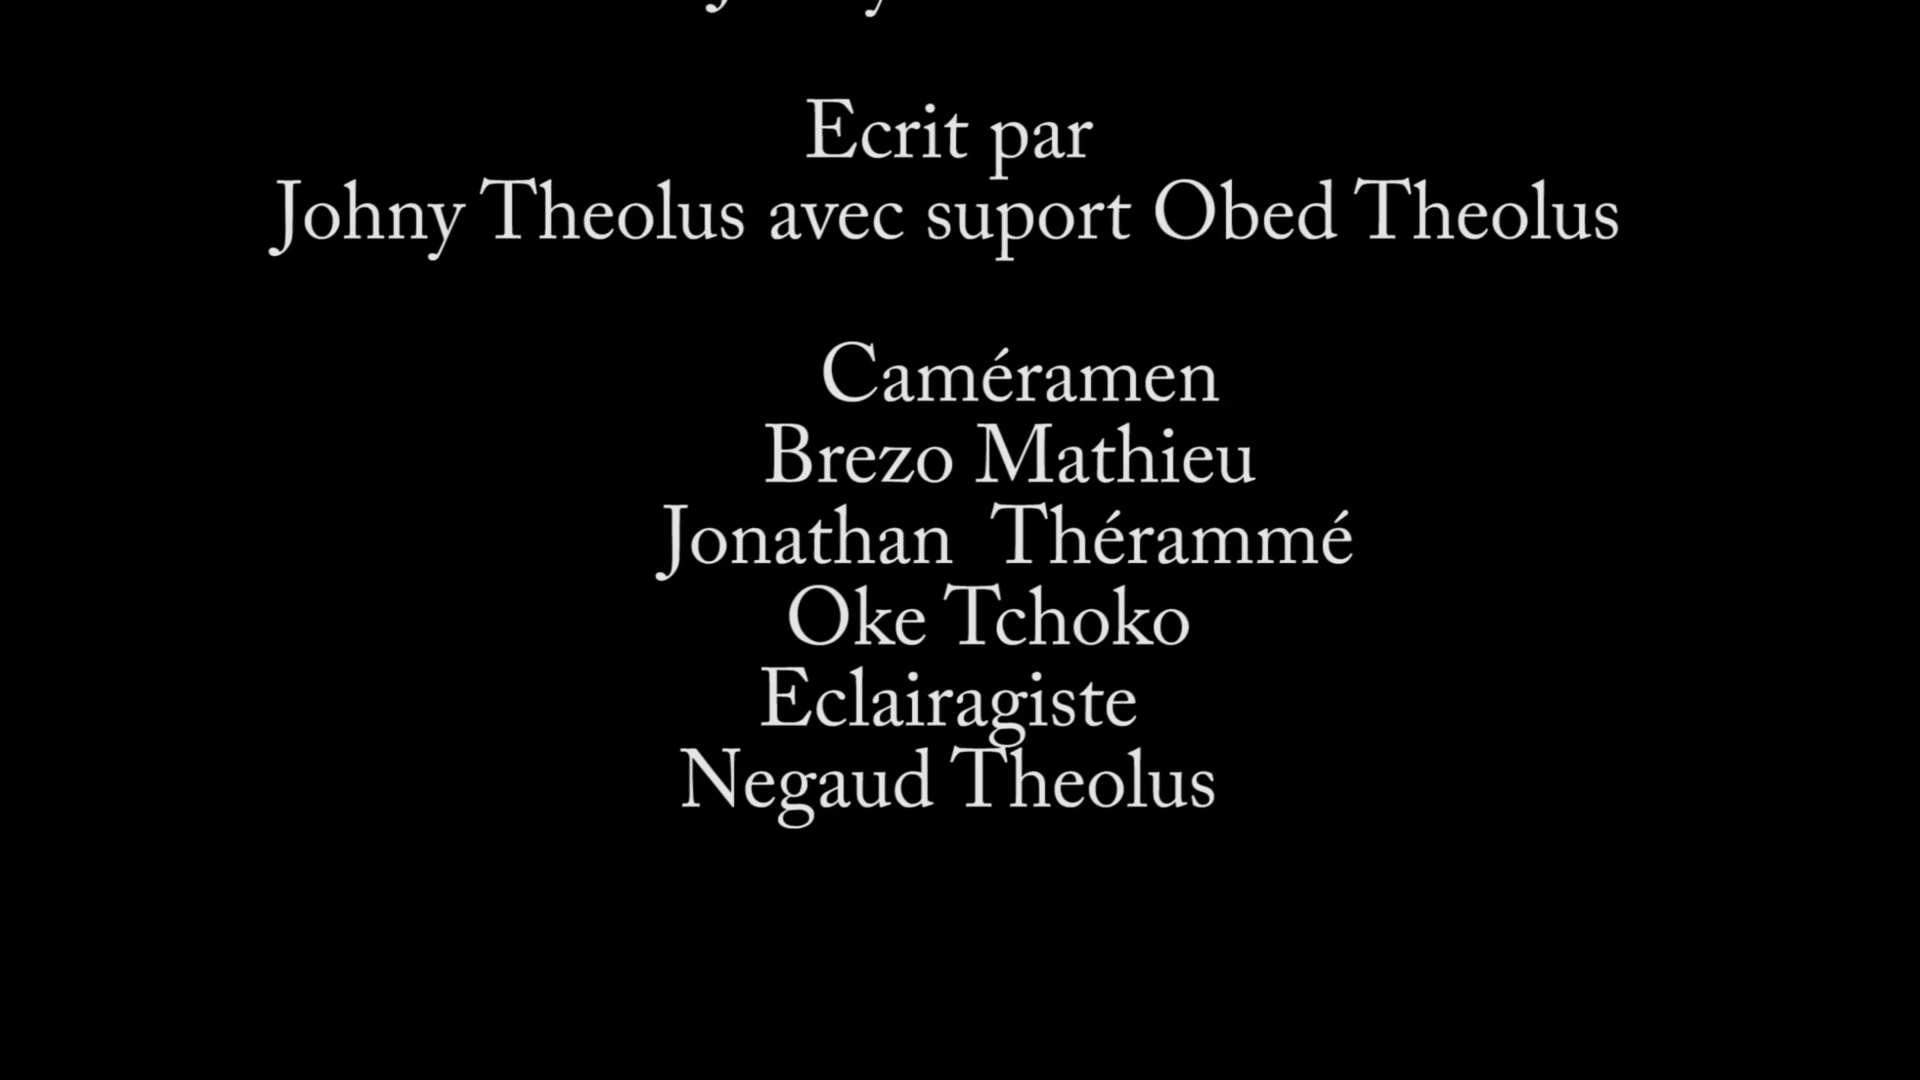 Ecrit par
Johny Theolus avec suport Obed Theolus
Caméramen
Brezo Mathieu
Jonathan Thérammé
Oke Tchoko
Eclairagiste
Negaud Theolus